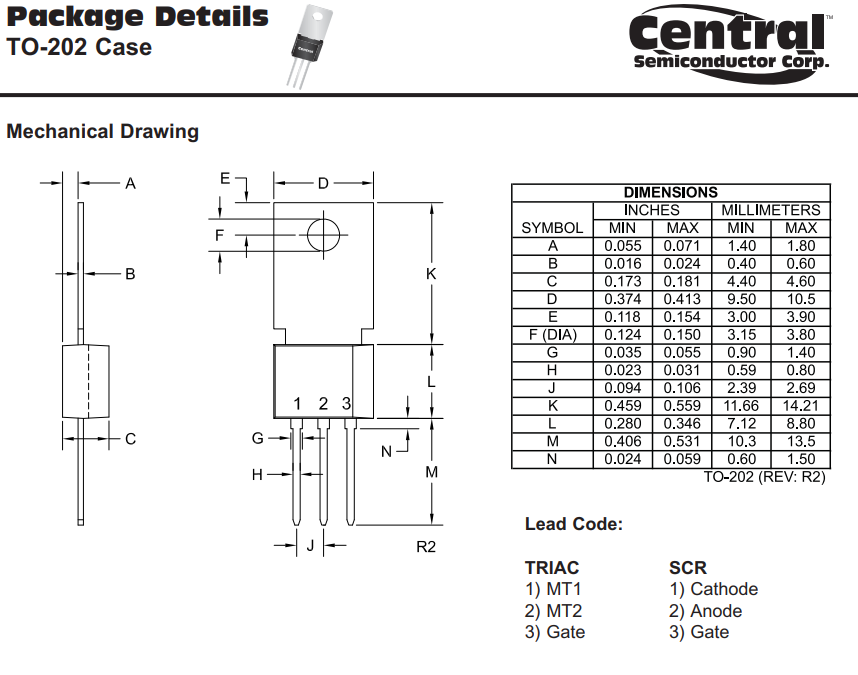 Package Details
TO-202 Case
Central™
Semiconductor Corp.
Mechanical Drawing
A
B
C
E
D
F
K
L
1 2 3
G
N
H
M
J
R2
DIMENSIONS
INCHES MILLIMETERS
SYMBOL MIN MAX MIN MAX
A 0.055 0.071 1.40 1.80
B 0.016 0.024 0.40 0.60
C 0.173 0.181 4.40 4.60
D 0.374 0.413 9.50 10.5
E 0.118 0.154 3.00 3.90
F (DIA) 0.124 0.150 3.15 3.80
G 0.035 0.055 0.90 1.40
H 0.023 0.031 0.59 0.80
J 0.094 0.106 2.39 2.69
K 0.459 0.559 11.66 14.21
L 0.280 0.346 7.12 8.80
M 0.406 0.531 10.3 13.5
N 0.024 0.059 0.60 1.50
TO-202 (REV: R2)
Lead Code:
TRIAC
1) MT1
2) MT2
3) Gate
SCR
1) Cathode
2) Anode
3) Gate